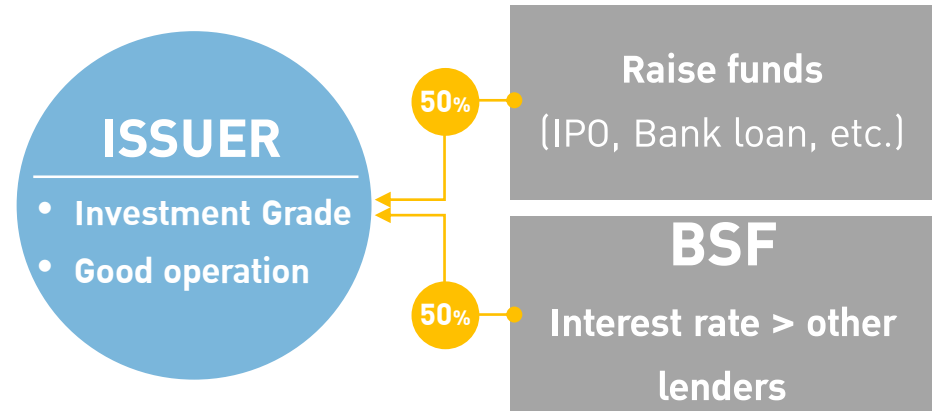 ISSUER
• Investment Grade
• Good operation
50%
50%
Raise funds
(IPO, Bank loan, etc.)
BSF
Interest rate > other
lenders